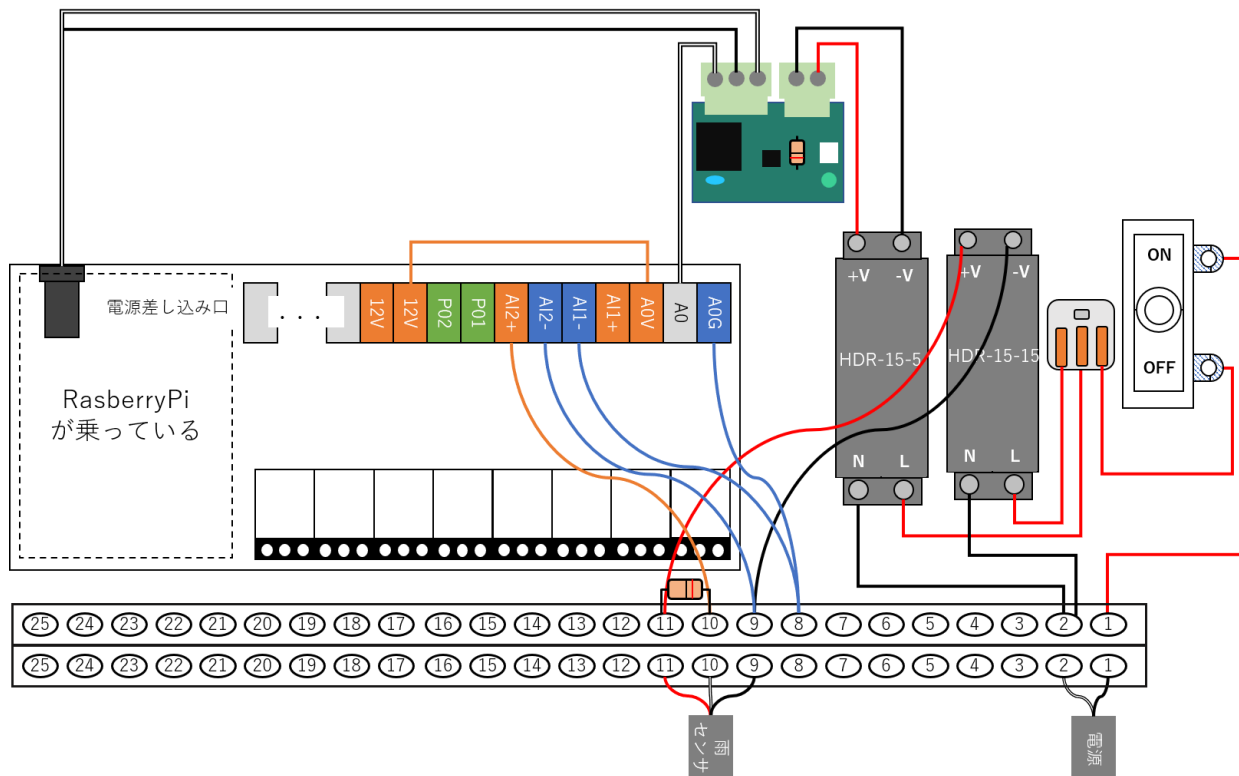 電源差し込み口
RasberryPi
が乗っている
. . .
12V
12V
P02
P01
AI2+
AI2-
AI1-
AI1+
A0V
A0
A0G
+V
-V
HDR-15-5
N
L
+V
-V
HDR-15-15
N
L
ON
OFF
25 24 23 22 21 20 19 18 17 16 15 14 13 12 11 10 9 8 7 6 5 4 3 2 1
25 24 23 22 21 20 19 18 17 16 15 14 13 12 11 10 9 8 7 6 5 4 3 2 1
雨
センサ
電源